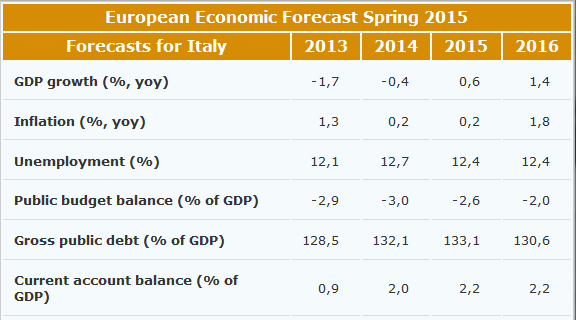 European Economic Forecast Spring 2015
Forecasts for Italy 2013 2014 2015 2016
GDP growth (%, yoy) -1,7 -0,4 0,6 1,4
Inflation (%, yoy) 1,3 0,2 0,2 1,8
Unemployment (%) 12,1 12,7 12,4 12,4
Public budget balance (% of GDP) -2,9 -3,0 -2,6 -2,0
Gross public debt (% of GDP) 128,5 132,1 133,1 130,6
Current account balance (% of
GDP) 0,9 2,0 2,2 2,2